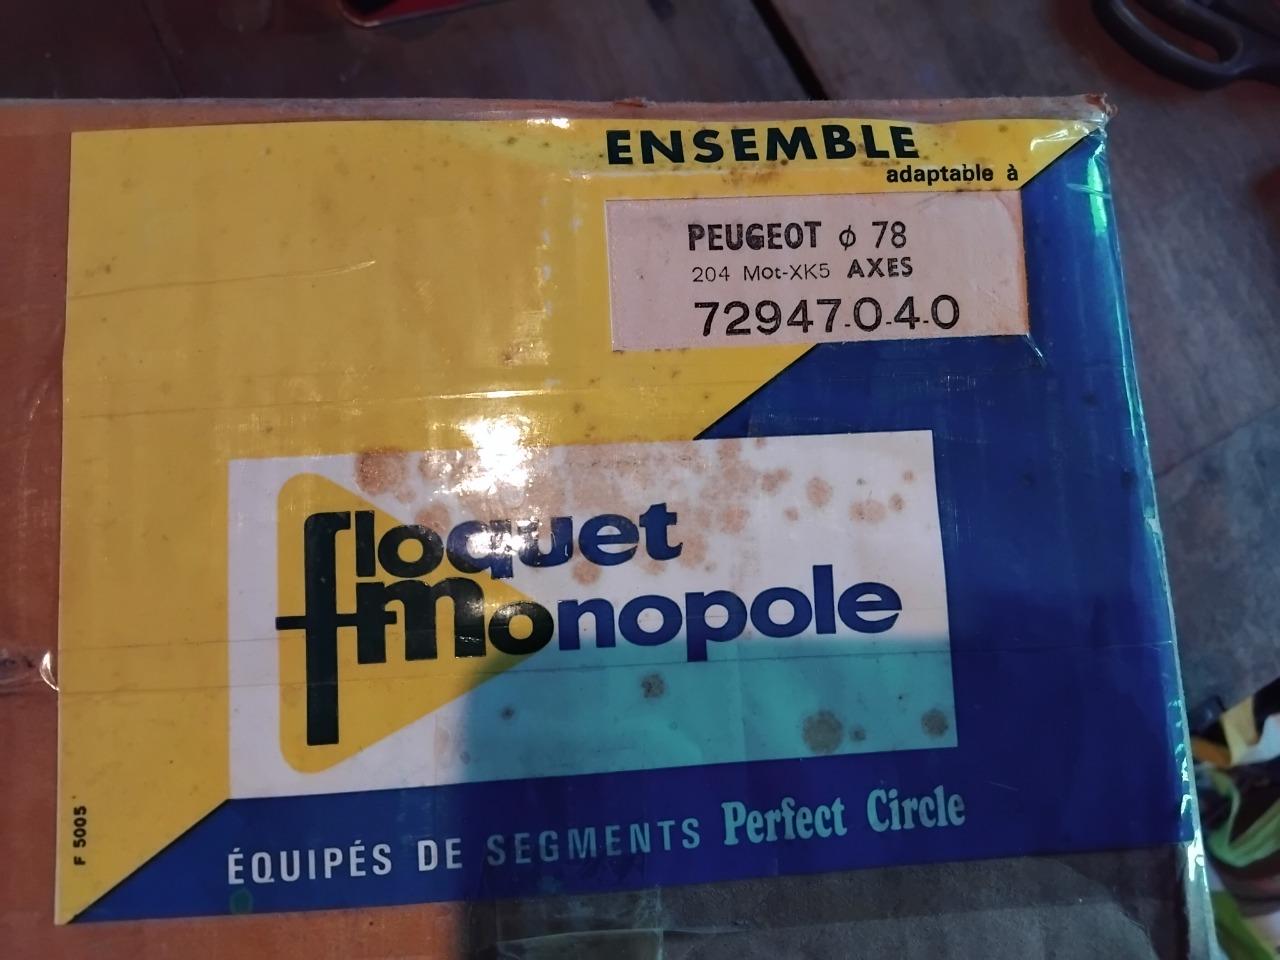 ENSEMBLE
adaptable à
PEUGEOT ϕ 78
204 Mot-XK5 AXES
72947-0-4-0
floquet
monopole
ÉQUIPÉS DE SEGMENTS Perfect Circle
F 5005